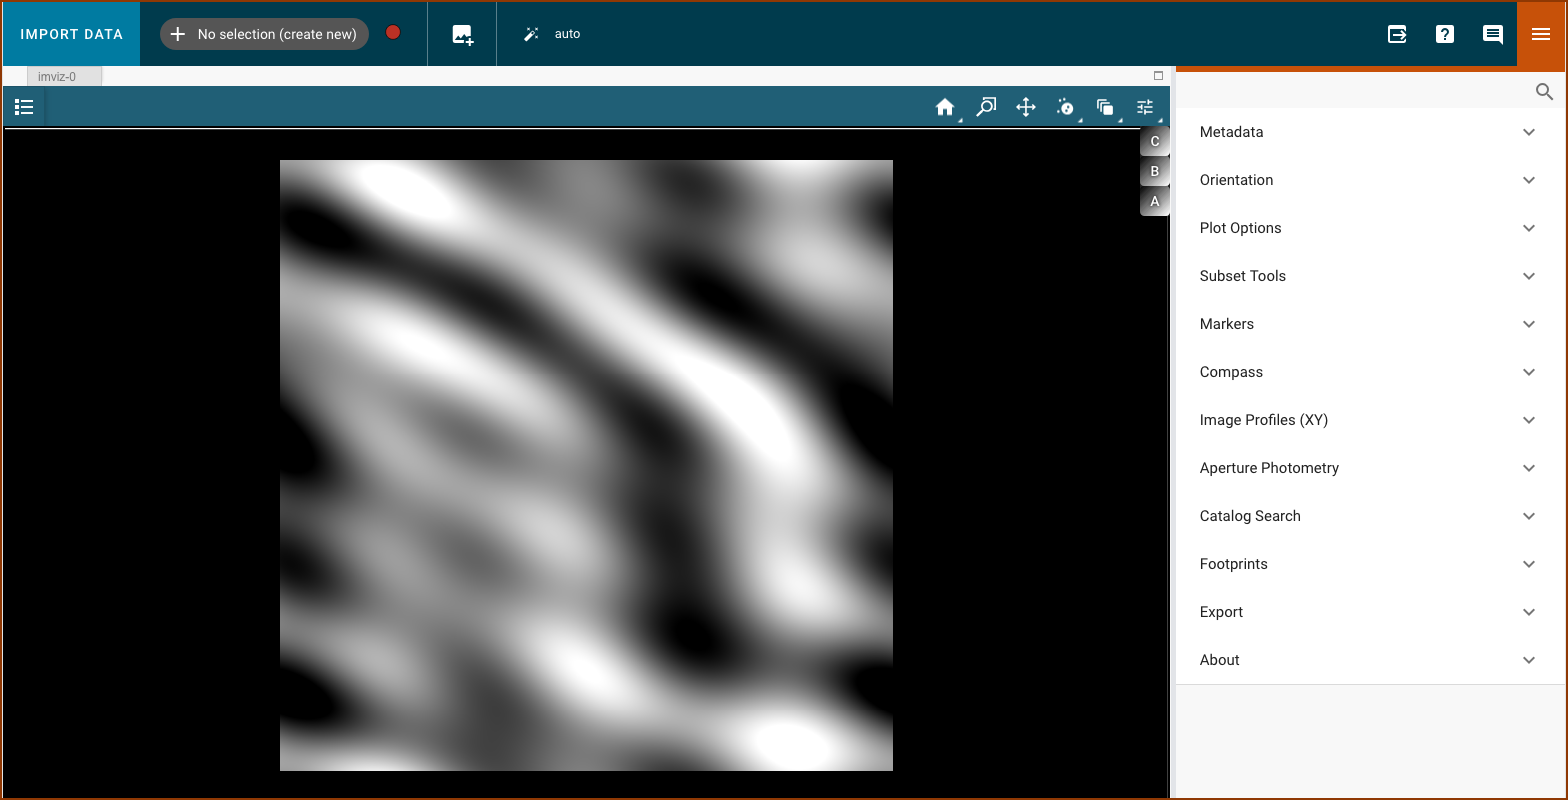 IMPORT DATA
No selection (create new)
auto
imviz-0
C
B
A
Metadata
Orientation
Plot Options
Subset Tools
Markers
Compass
Image Profiles (XY)
Aperture Photometry
Catalog Search
Footprints
Export
About